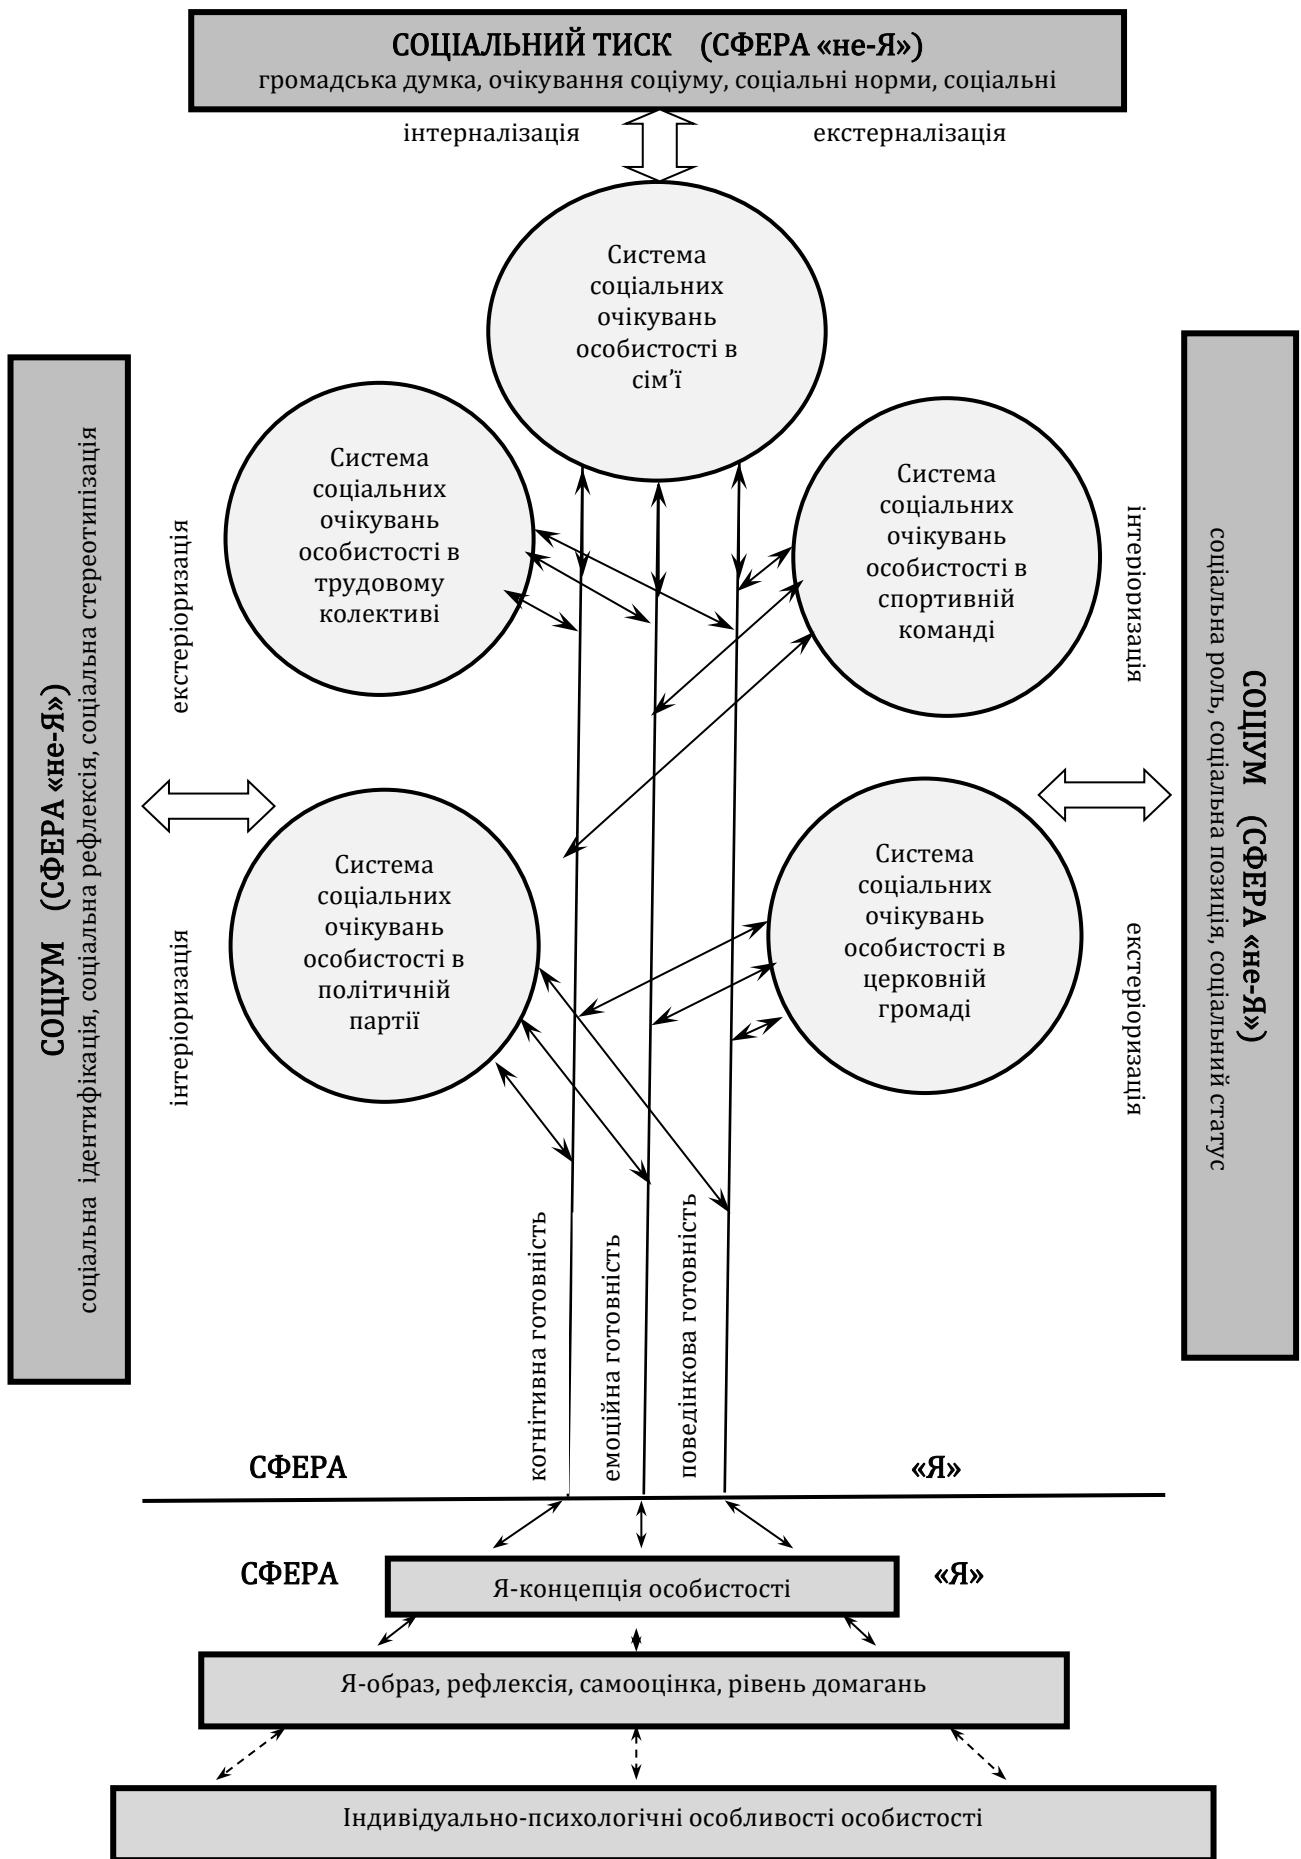 СОЦІАЛЬНИЙ ТИСК (СФЕРА «не-Я»)
громадська думка, очікування соціуму, соціальні норми, соціальні
інтерналізація
екстерналізація
Система
соціальних
очікувань
особистості в
сім’ї
Система
соціальних
очікувань
особистості в
трудовому
колективі
Система
соціальних
очікувань
особистості в
спортивній
команді
СОЦІУМ (СФЕРА «не-Я»)
соціальна ідентифікація, соціальна рефлексія, соціальна стереотипізація
екстеріоризація
інтеріоризація
інтеріоризація
екстеріоризація
СОЦІУМ (СФЕРА «не-Я»)
соціальна роль, соціальна позиція, соціальний статус
Система
соціальних
очікувань
особистості в
політичній
партії
Система
соціальних
очікувань
особистості в
церковній
громаді
когнітивна готовність
емоційна готовність
поведінкова готовність
СФЕРА «Я»
СФЕРА «Я»
Я-концепція особистості
Я-образ, рефлексія, самооцінка, рівень домагань
Індивідуально-психологічні особливості особистості